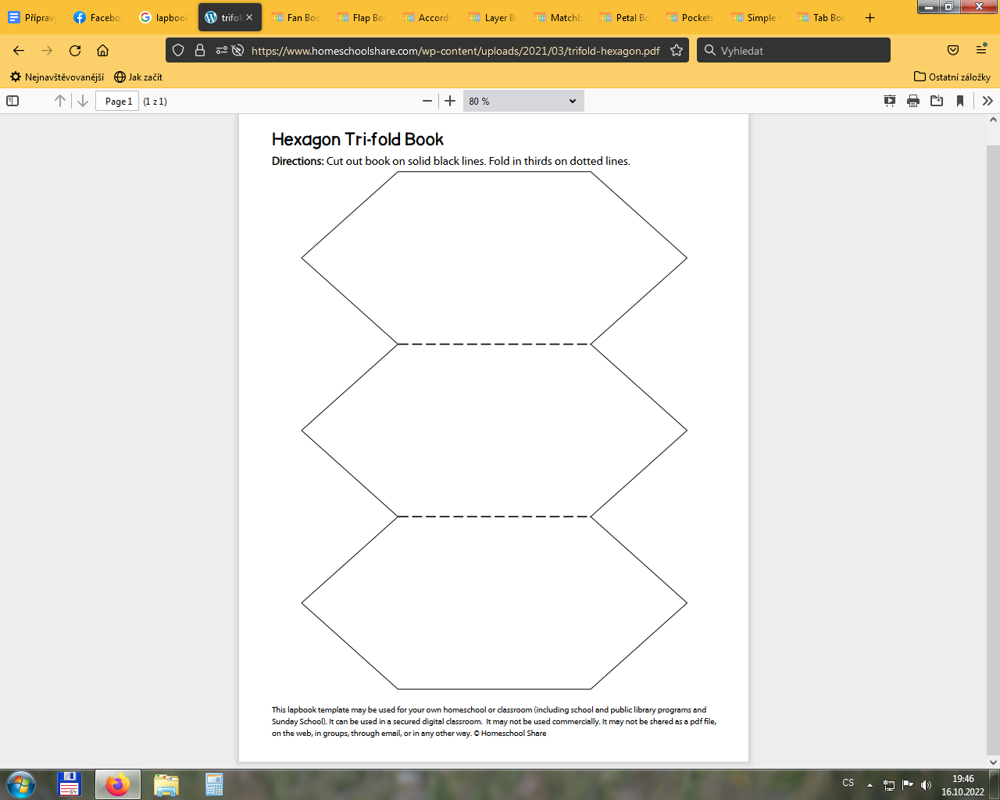 Přípravy
Facebook
lapbook
trifold
Fan Boo
Flap Boo
Accordi
Layer B
Matchb
Petal Bo
Pockets
Simple
Tab Boo
https://www.homeschoolshare.com/wp-content/uploads/2021/03/trifold-hexagon.pdf
Vyhledat
Nejnavštěvovanější
Jak začít
Ostatní záložky
Page 1
(1 z 1)
80 %
Hexagon Tri-fold Book
Directions: Cut out book on solid black lines. Fold in thirds on dotted lines.
This lapbook template may be used for your own homeschool or classroom (including school and public library programs and
Sunday School). It can be used in a secured digital classroom. It may not be used commercially. It may not be shared as a pdf file,
on the web, in groups, through email, or in any other way. © Homeschool Share
64
CS
19:46
16.10.2022